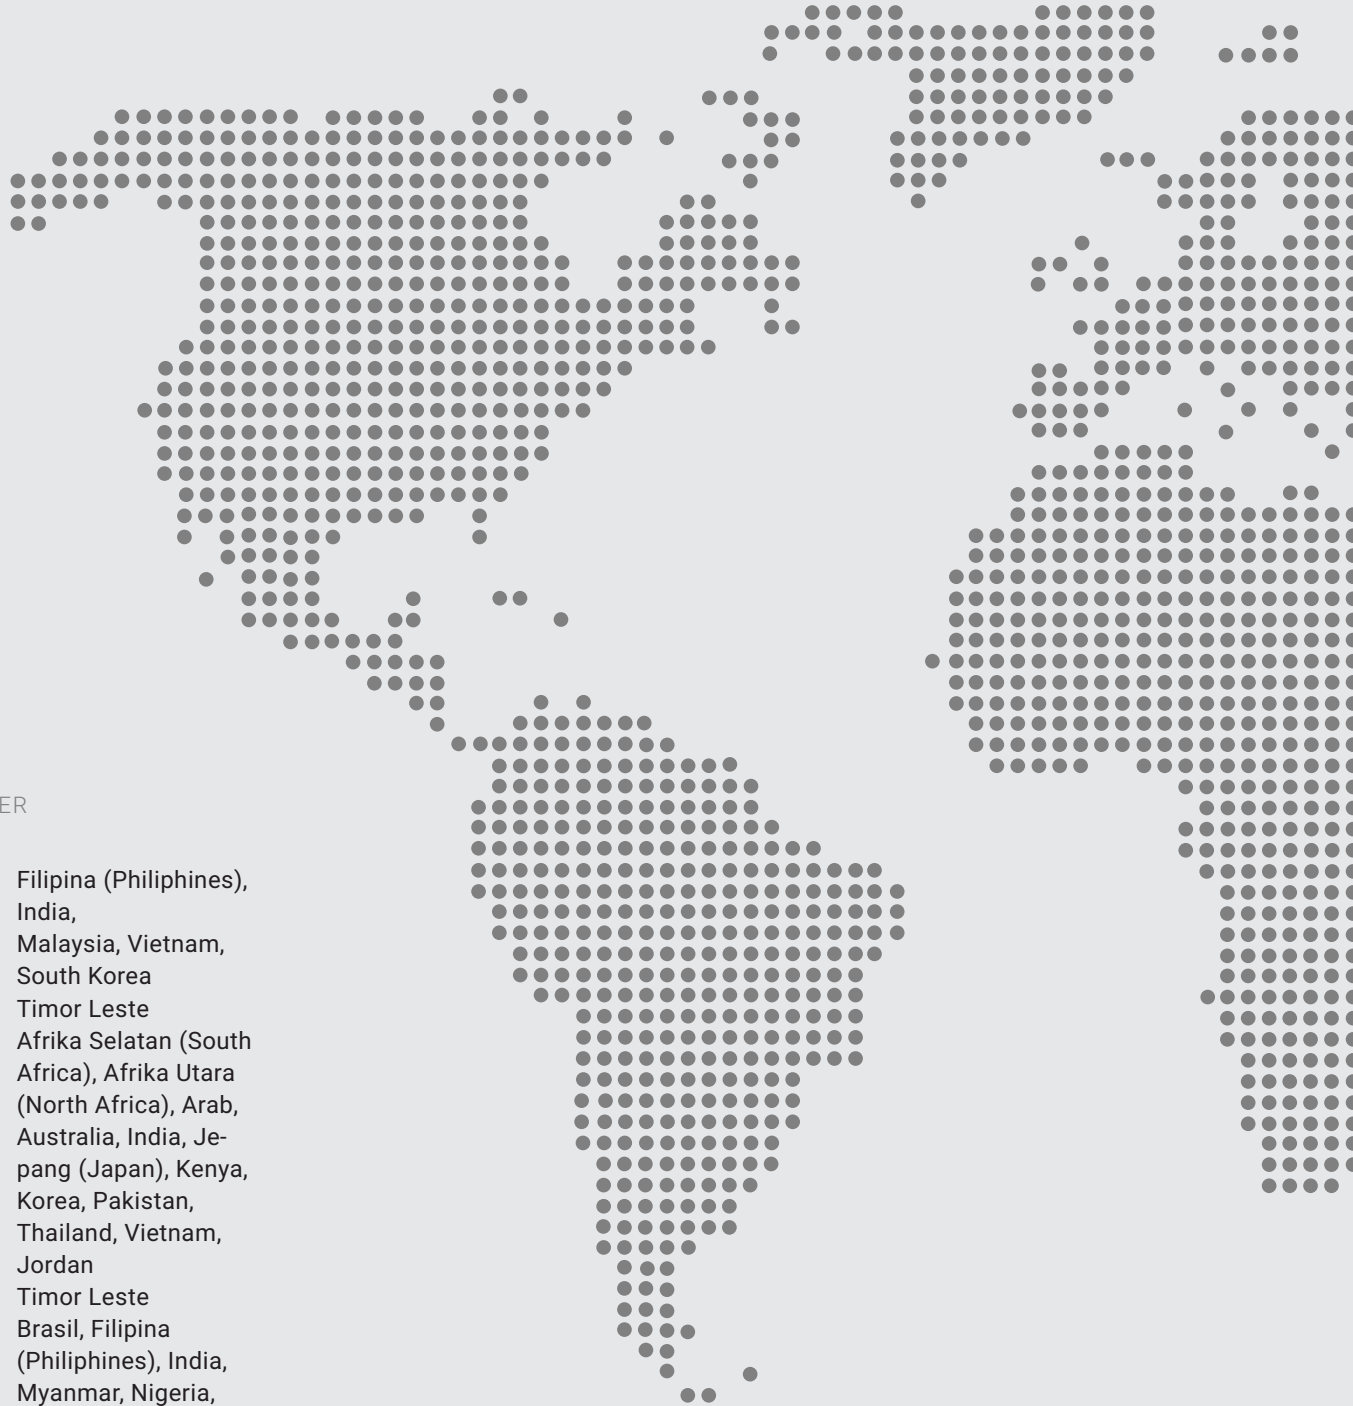 ER
Filipina (Philiphines),
India,
Malaysia, Vietnam,
South Korea
Timor Leste
Afrika Selatan (South
Africa), Afrika Utara
(North Africa), Arab,
Australia, India, Je-
pang (Japan), Kenya,
Korea, Pakistan,
Thailand, Vietnam,
Jordan
Timor Leste
Brasil, Filipina
(Philiphines), India,
Myanmar, Nigeria,